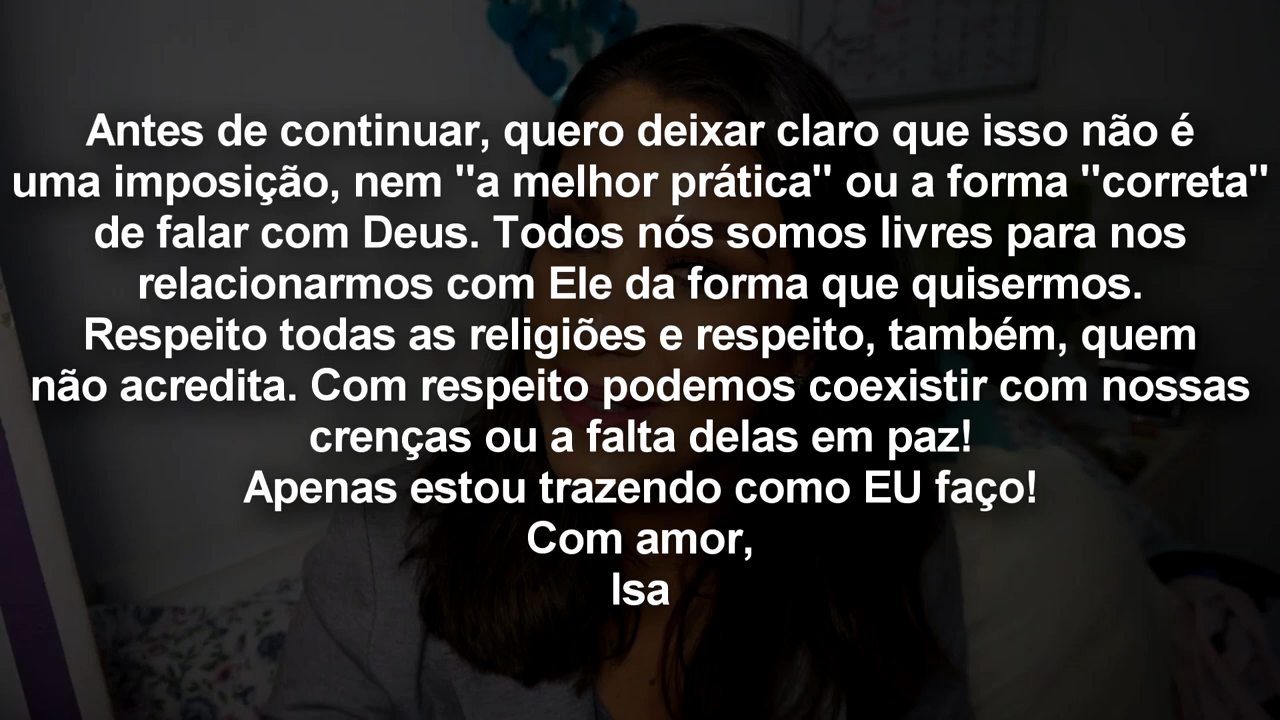 Antes de continuar, quero deixar claro que isso não é
uma imposição, nem "a melhor prática" ou a forma "correta"
de falar com Deus. Todos nós somos livres para nos
relacionarmos com Ele da forma que quisermos.
Respeito todas as religiões e respeito, também, quem
não acredita. Com respeito podemos coexistir com nossas
crenças ou a falta delas em paz!
Apenas estou trazendo como EU faço!
Com amor,
Isa